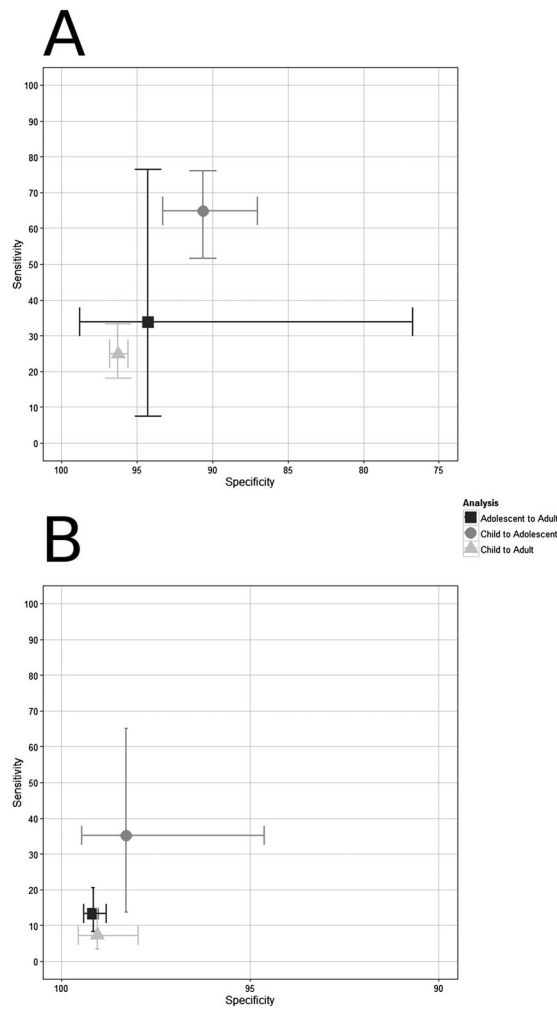 A
100
90
80
70
60
50
40
30
20
10
0
Sensitivity
100 95 90 85 80 75
Specificity
Analysis
Adolescent to Adult
Child to Adolescent
Child to Adult
B
100
90
80
70
60
50
40
30
20
10
0
Sensitivity
100 95 90
Specificity